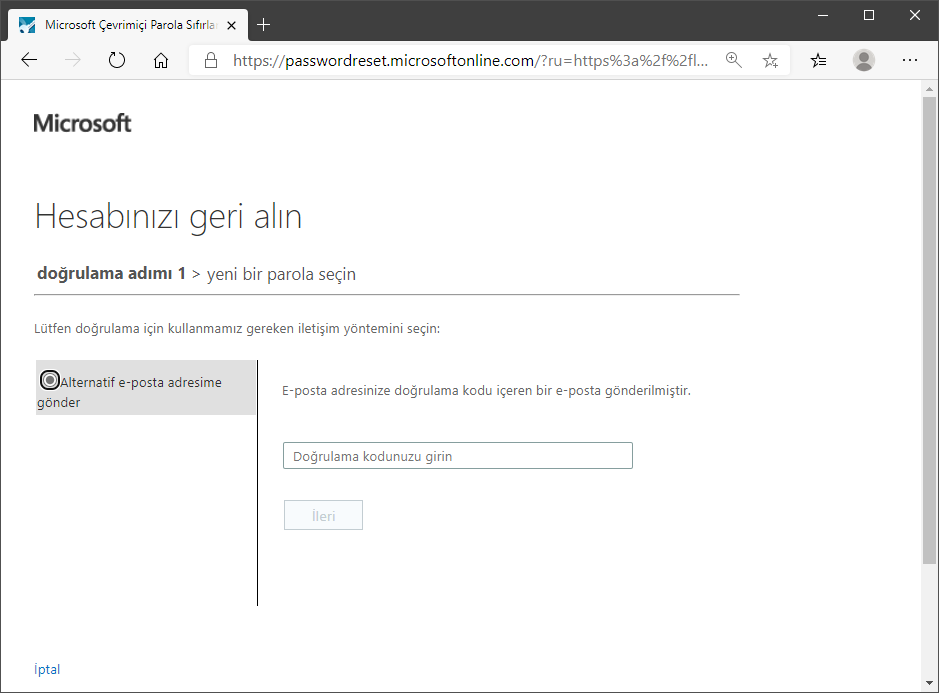 Microsoft Çevrimiçi Parola Sıfırla
https://passwordreset.microsoftonline.com/?ru=https%3a%2f%2fl...
Microsoft
Hesabınızı geri alın
doğrulama adımı 1 > yeni bir parola seçin
Lütfen doğrulama için kullanmamız gereken iletişim yöntemini seçin:
Alternatif e-posta adresime
gönder
E-posta adresinize doğrulama kodu içeren bir e-posta gönderilmiştir.
Doğrulama kodunuzu girin
İleri
İptal